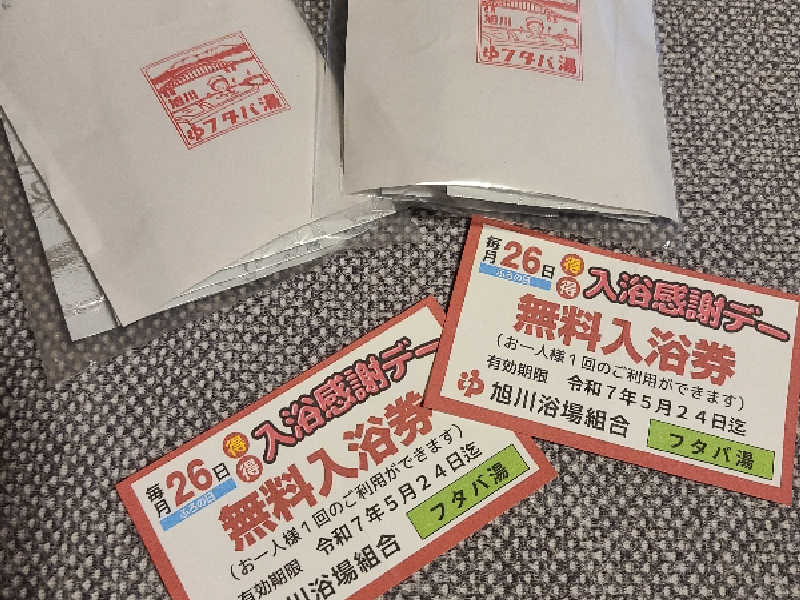 旭川
ゆフタバ湯
旭川
ゆフタバ湯
毎月26日
ふろの日
得
得
入浴感謝デー
無料入浴券
(お一人様1回のご利用ができます)
有効期限 令和7年5月24日迄
ゆ 旭川浴場組合
フタバ湯
毎月26日
ふろの日
得
得
入浴感謝デー
無料入浴券
(お一人様1回のご利用ができます)
有効期限 令和7年5月24日迄
旭川浴場組合
フタバ湯